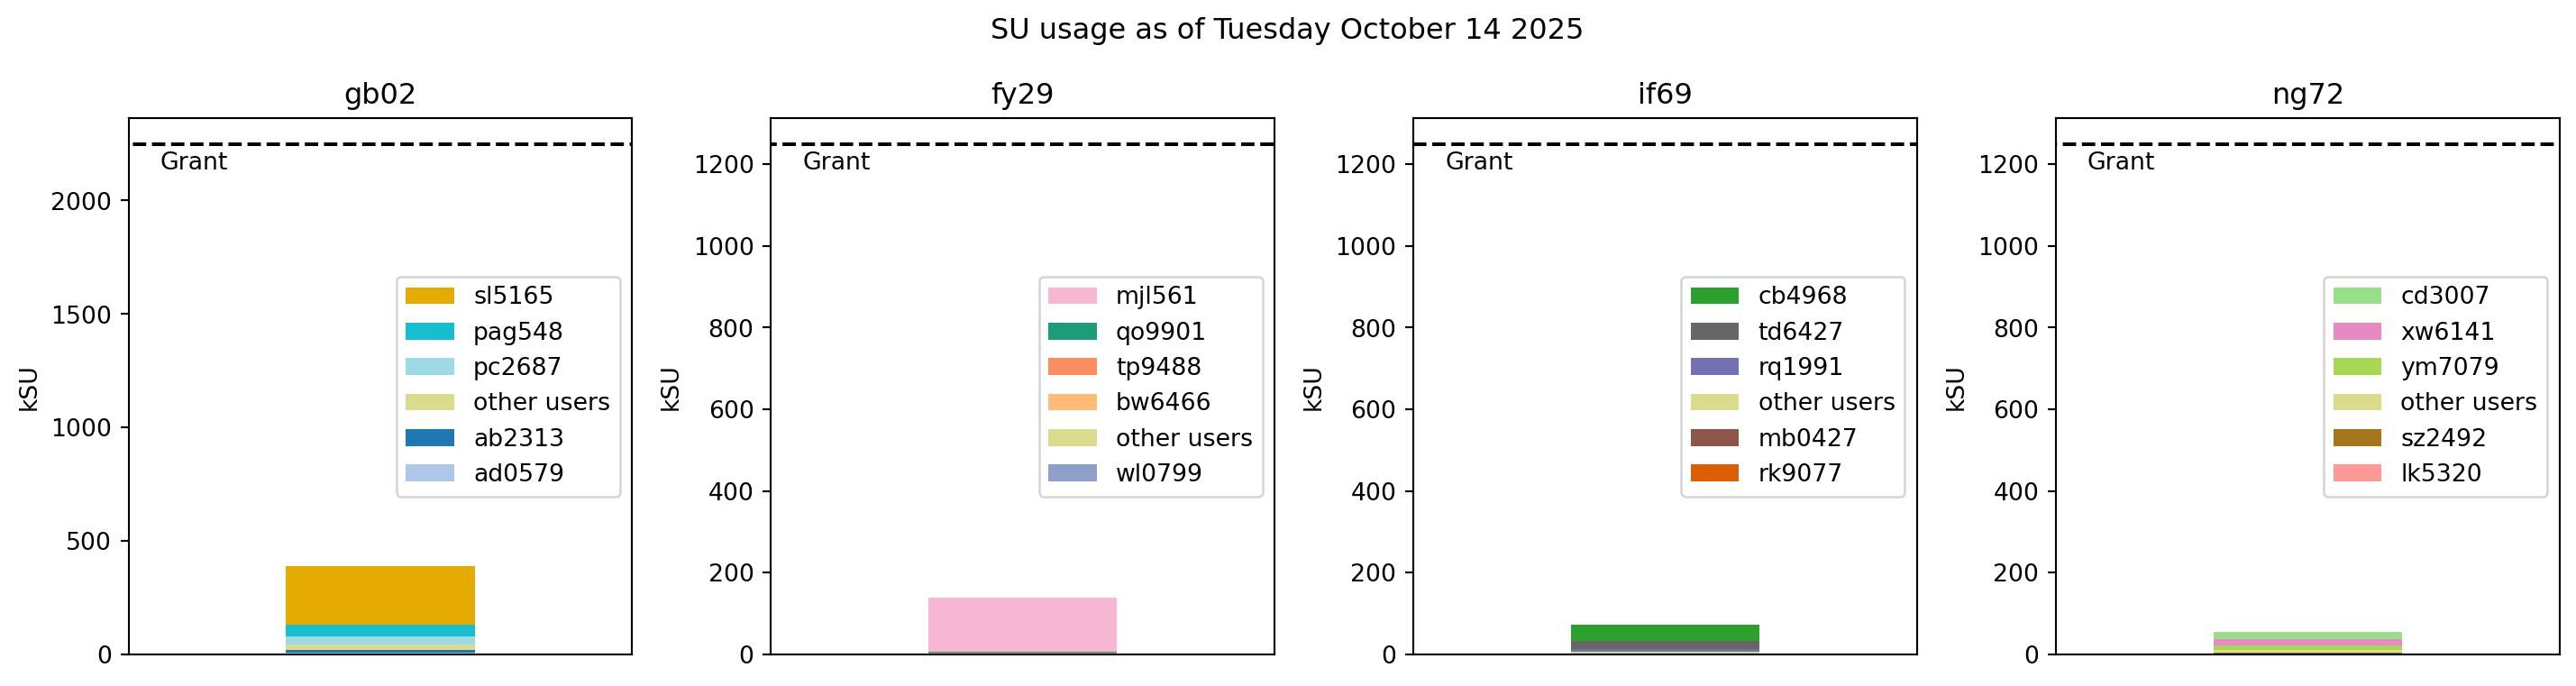 SU usage as of Tuesday October 14 2025
gb02
kSU
2000
1500
1000
500
0
Grant
sl5165
pag548
pc2687
other users
ab2313
ad0579
fy29
kSU
1200
1000
800
600
400
200
0
Grant
mjl561
qo9901
tp9488
bw6466
other users
wl0799
if69
kSU
1200
1000
800
600
400
200
0
Grant
cb4968
td6427
rq1991
other users
mb0427
rk9077
ng72
kSU
1200
1000
800
600
400
200
0
Grant
cd3007
xw6141
ym7079
other users
sz2492
lk5320